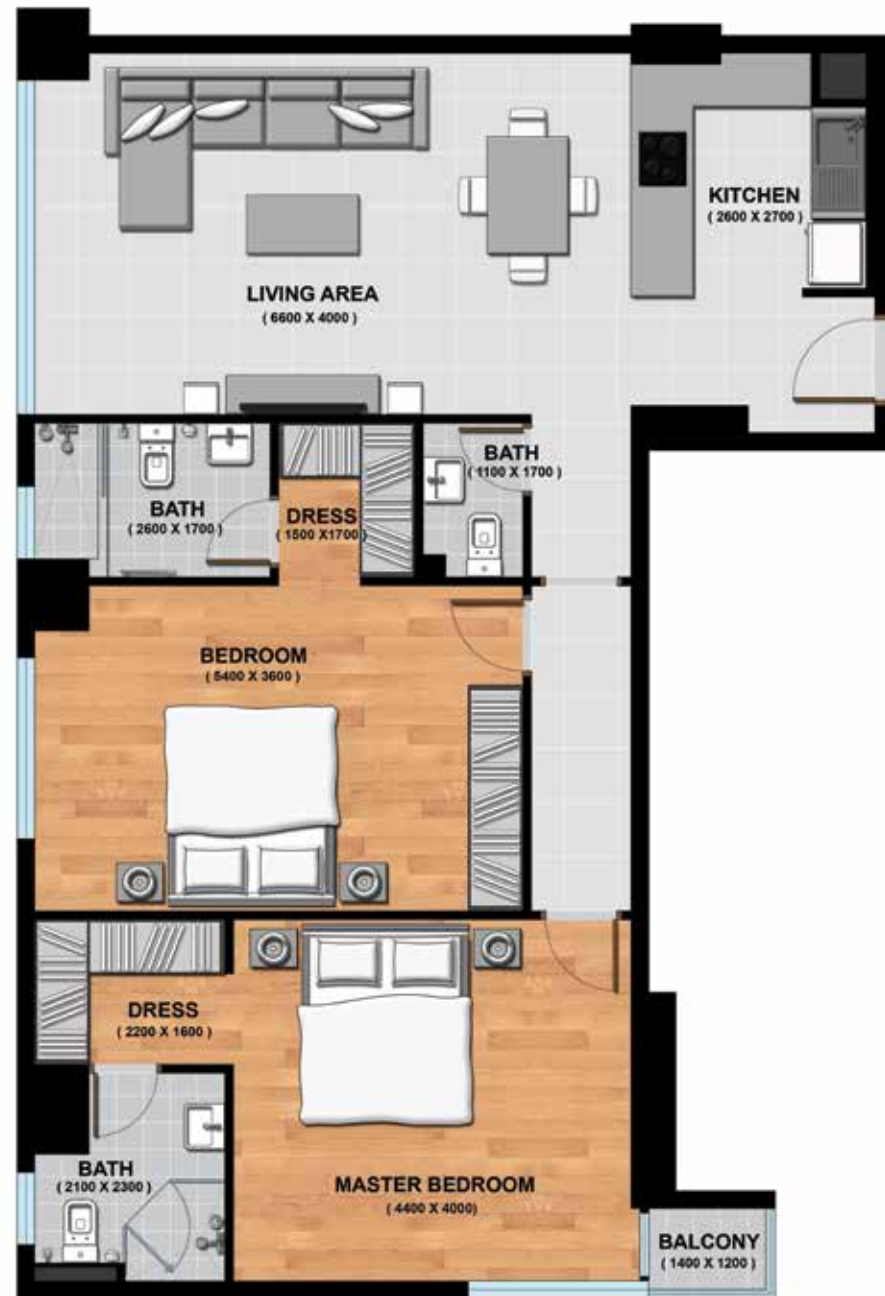 KITCHEN
( 2600 X 2700 )
LIVING AREA
( 6600 X 4000 )
BATH
( 1100 X 1700 )
BATH
( 2600 X 1700 )
DRESS
( 1500 X1700 )
BEDROOM
( 5400 X 3600 )
DRESS
( 2200 X 1600 )
BATH
( 2100 X 2300 )
MASTER BEDROOM
( 4400 X 4000)
BALCONY
( 1400 X 1200 )